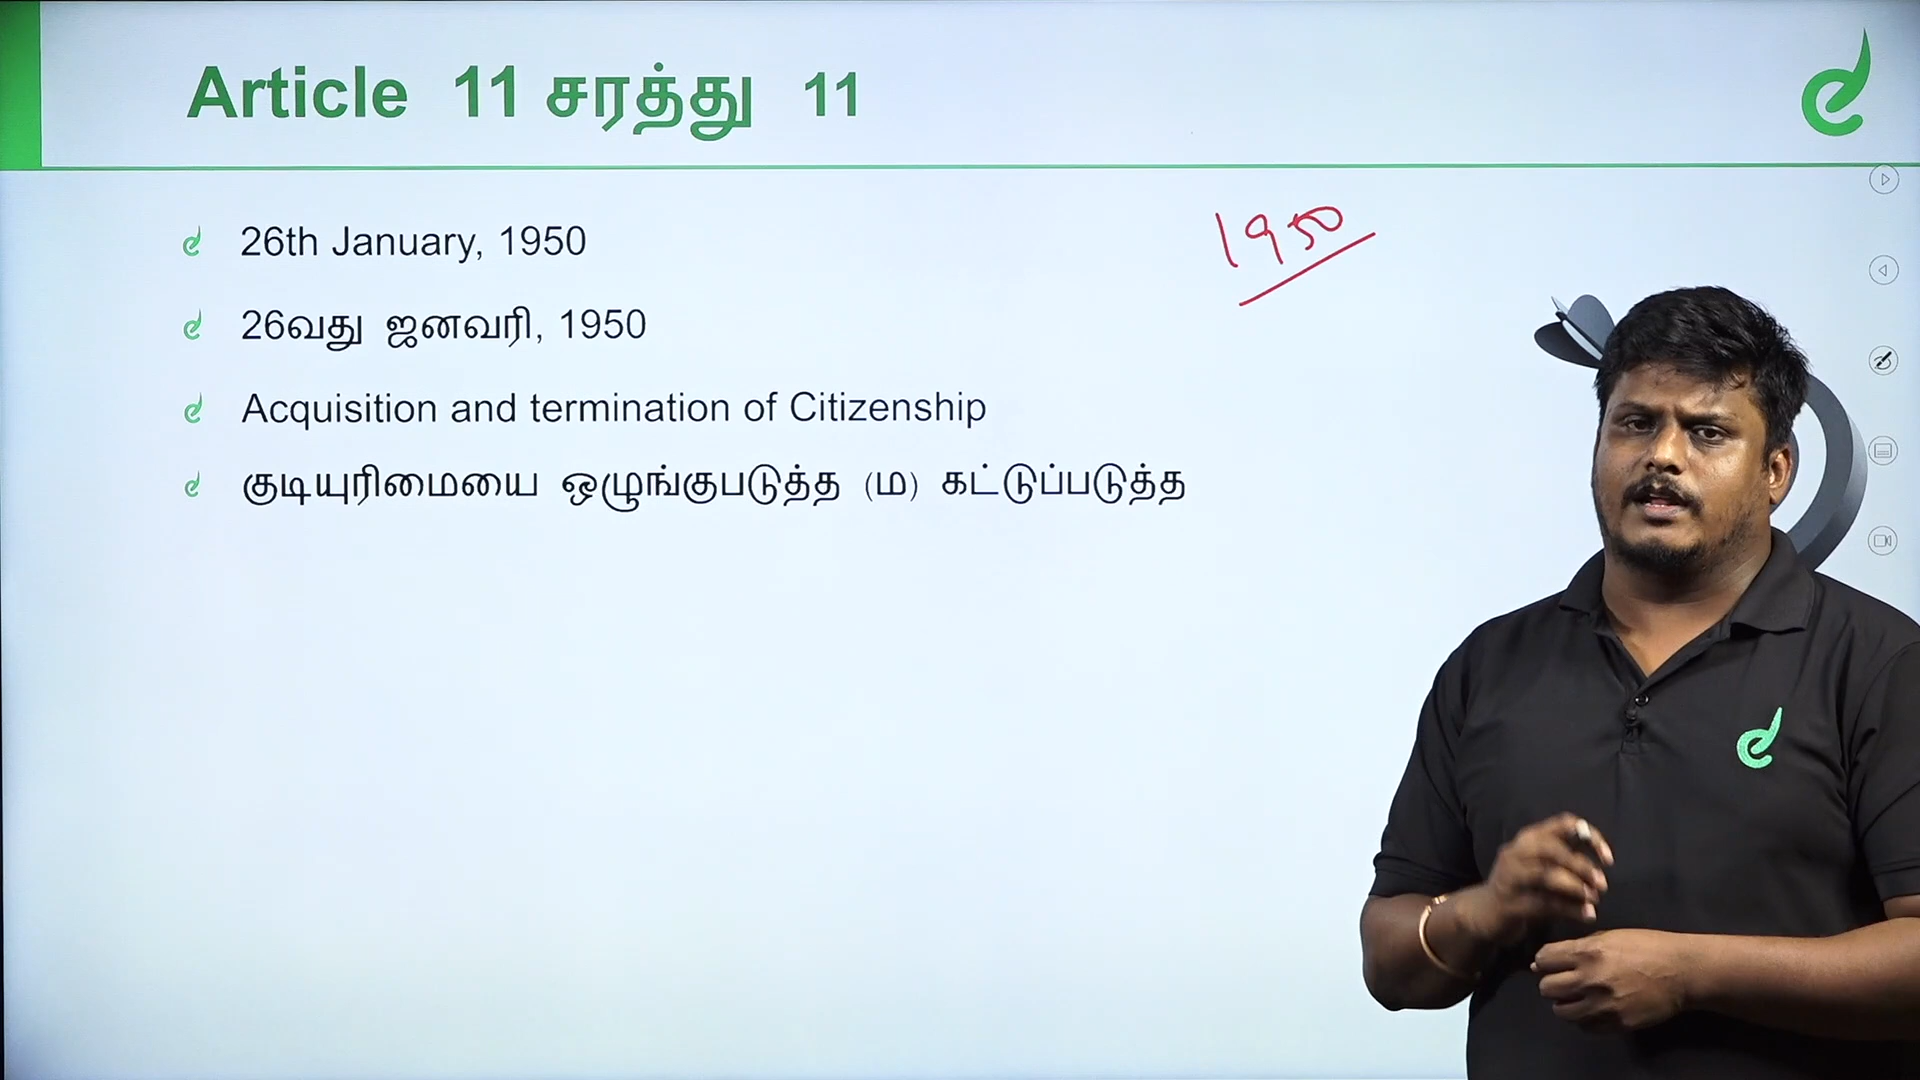 Article 11 சரத்து 11
26th January, 1950
1950
26வது ஜனவரி, 1950
Acquisition and termination of Citizenship
குடியுரிமையை ஒழுங்குபடுத்த (ம) கட்டுப்படுத்த